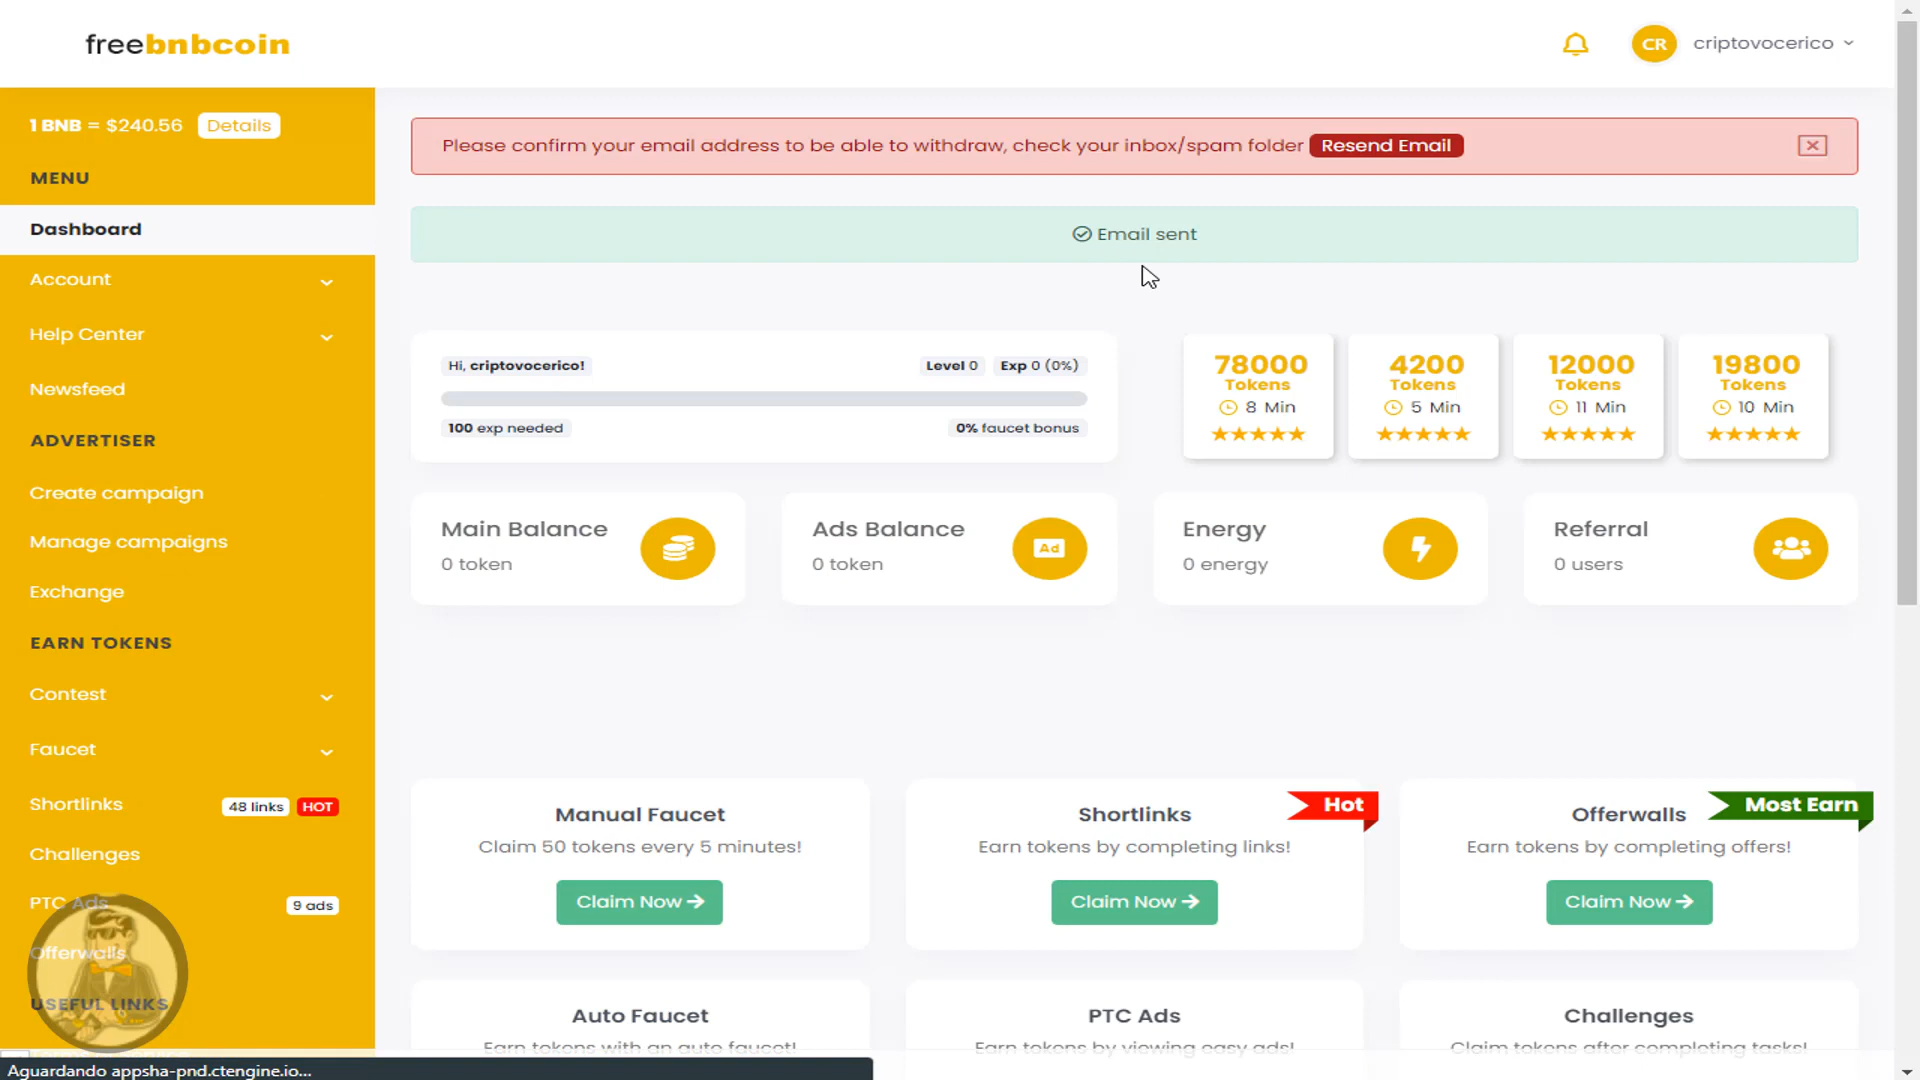 freebnbcoin
CR
criptovocerico
1 BNB = $240.56 Details
MENU
Dashboard
Account
Help Center
Newsfeed
ADVERTISER
Create campaign
Manage campaigns
Exchange
EARN TOKENS
Contest
Faucet
Shortlinks 48 links HOT
Challenges
PTC Ads 9 ads
Offerwalls
USEFUL LINKS
Please confirm your email address to be able to withdraw, check your inbox/spam folder Resend Email
Email sent
Hi, criptovocerico! Level 0 Exp 0 (0%)
100 exp needed 0% faucet bonus
78000
Tokens
8 Min
4200
Tokens
5 Min
12000
Tokens
11 Min
19800
Tokens
10 Min
Main Balance
0 token
Ads Balance
0 token
Ad
Energy
0 energy
Referral
0 users
Manual Faucet
Claim 50 tokens every 5 minutes!
Claim Now
Shortlinks
Hot
Earn tokens by completing links!
Claim Now
Offerwalls
Most Earn
Earn tokens by completing offers!
Claim Now
Auto Faucet
Earn tokens with an auto faucet!
PTC Ads
Earn tokens by viewing easy ads!
Challenges
Claim tokens after completing tasks!
Aguardando appsha-pnd.ctengine.io...